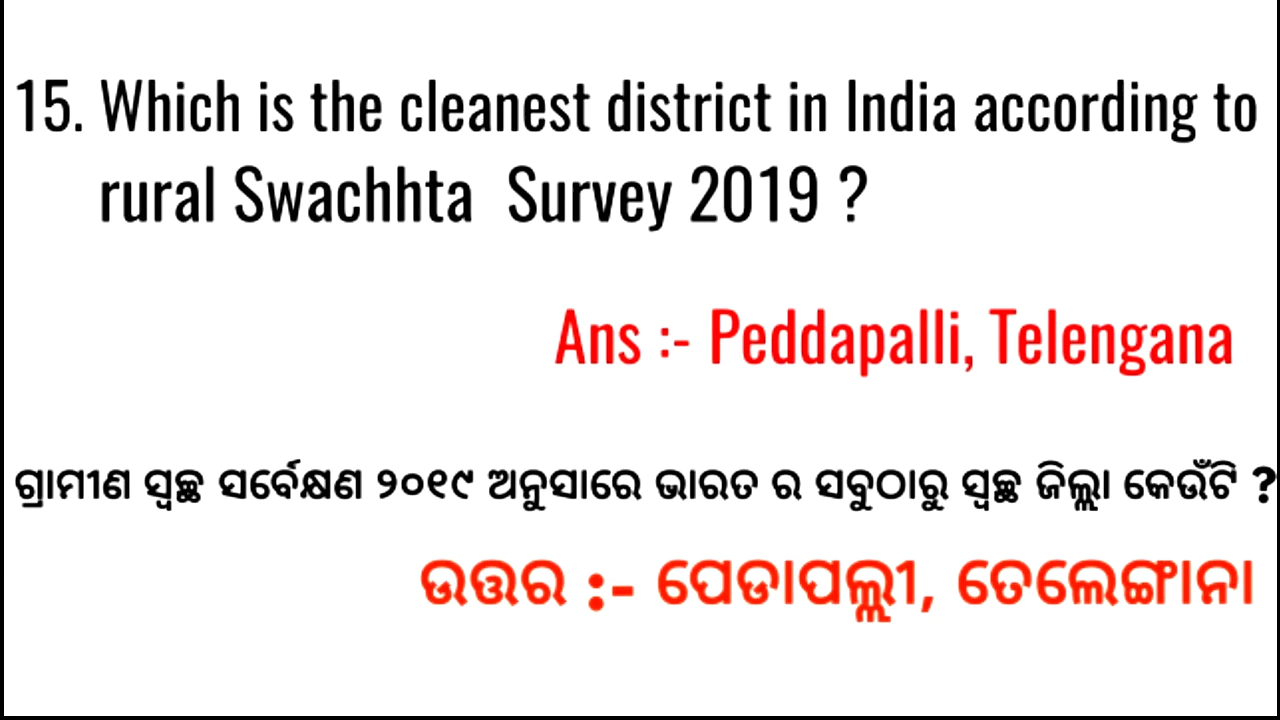 15. Which is the cleanest district in India according to
rural Swachhta Survey 2019 ?
Ans :- Peddapalli, Telengana
ଗ୍ରାମୀଣ ସ୍ୱଚ୍ଛ ସର୍ବେକ୍ଷଣ ୨୦୧୯ ଅନୁସାରେ ଭାରତ ର ସବୁଠାରୁ ସ୍ୱଚ୍ଛ ଜିଲ୍ଲା କେଉଁଟି ?
ଉତ୍ତର :- ପେଡାପଲ୍ଲୀ, ତେଲେଙ୍ଗାନା